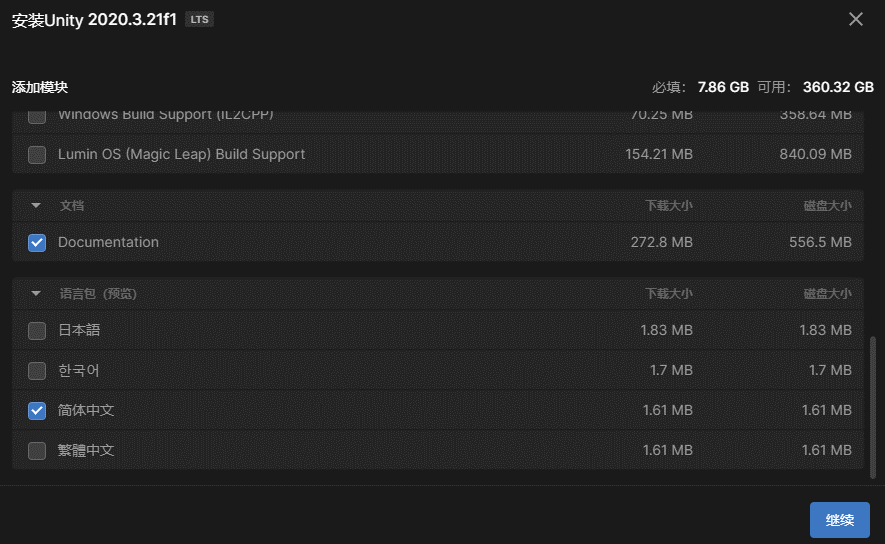 安装Unity 2020.3.21f1 LTS
添加模块 必填: 7.86 GB 可用: 360.32 GB
Windows Build Support (IL2CPP) 70.25 MB 358.64 MB
Lumin OS (Magic Leap) Build Support 154.21 MB 840.09 MB
文档 下载大小 磁盘大小
Documentation 272.8 MB 556.5 MB
语言包（预览） 下载大小 磁盘大小
日本語 1.83 MB 1.83 MB
한국어 1.7 MB 1.7 MB
简体中文 1.61 MB 1.61 MB
繁體中文 1.61 MB 1.61 MB
继续